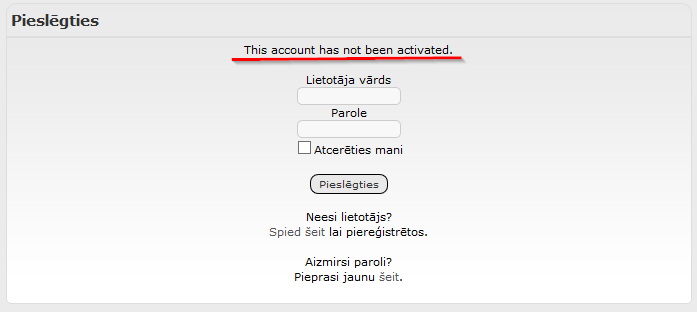 Pieslēgties
This account has not been activated.
Lietotāja vārds
Parole
Atcerēties mani
Pieslēgties
Neesi lietotājs?
Spied šeit lai piereģistrētos.
Aizmirsi paroli?
Pieprasi jaunu šeit.